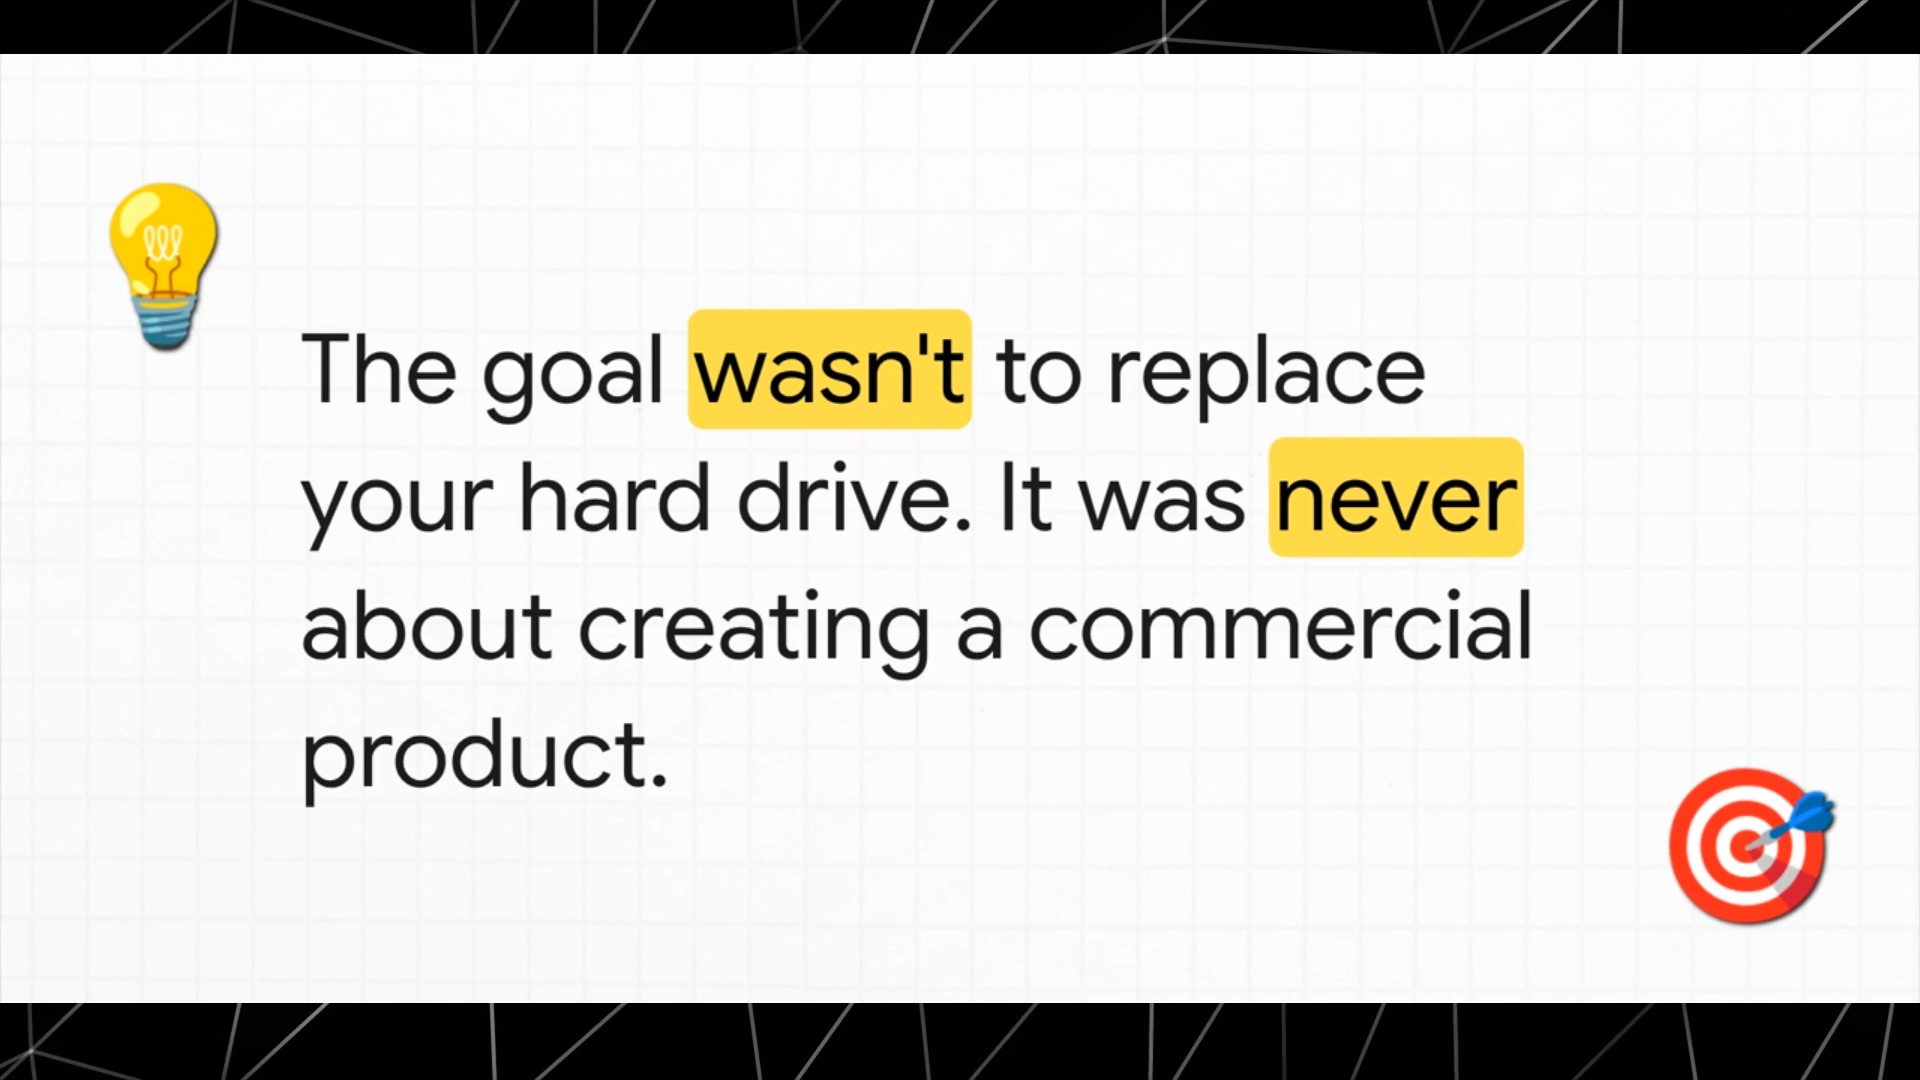 The goal wasn't to replace
your hard drive. It was never
about creating a commercial
product.